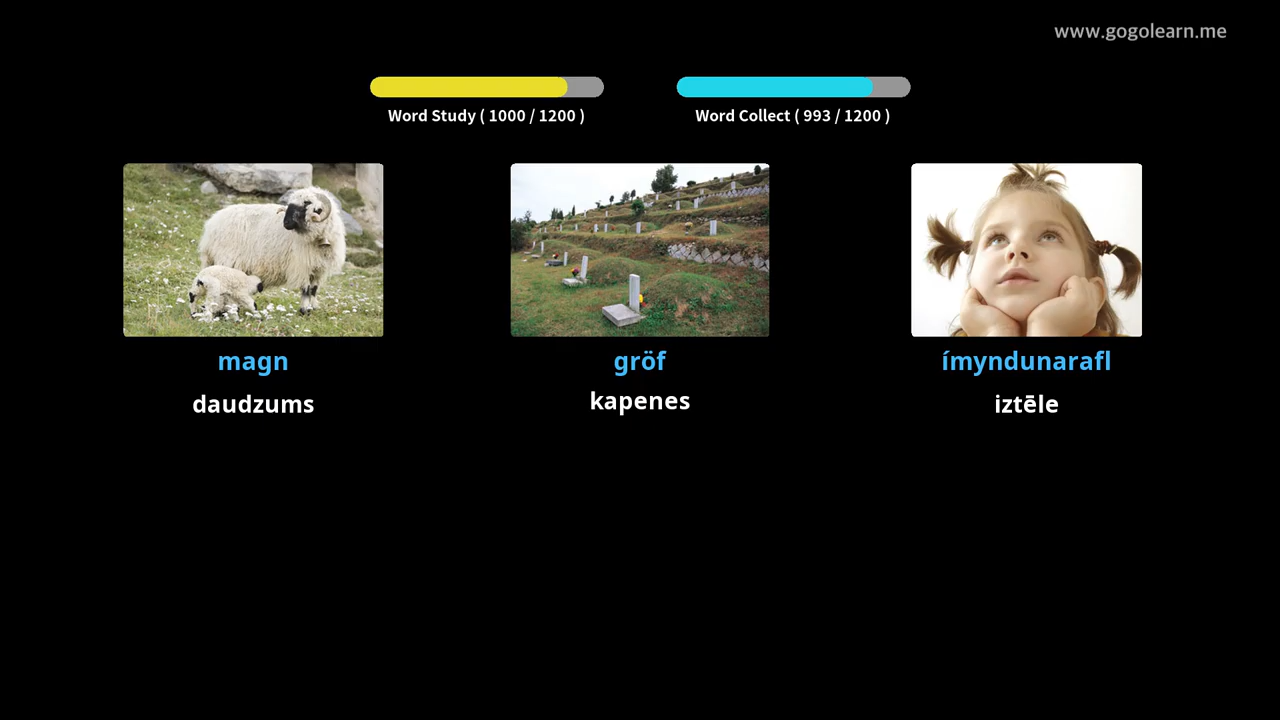 www.gogolearn.me
Word Study ( 1000 / 1200 )
Word Collect ( 993 / 1200 )
magn
gröf
ímyndunarafl
daudzums
kapenes
iztēle